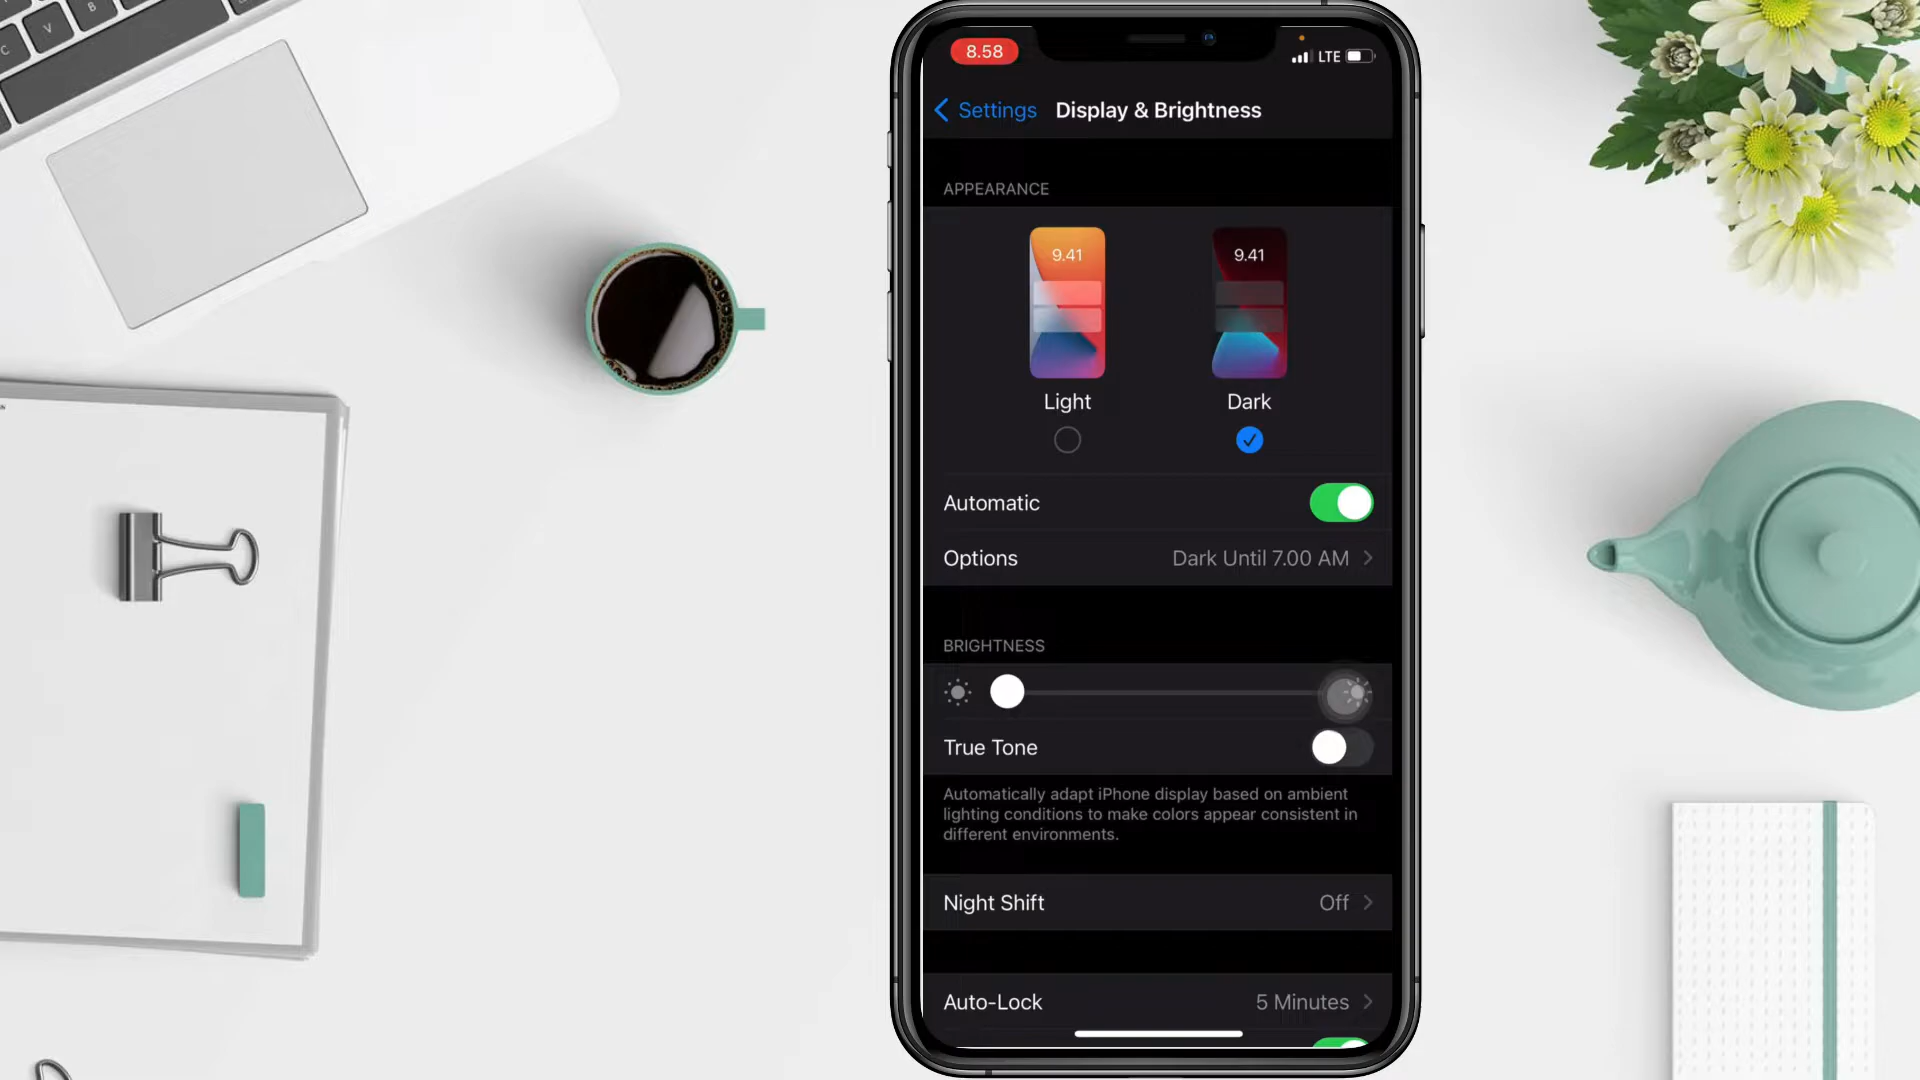 V
B
C
8.58
LTE
Settings
Display & Brightness
APPEARANCE
9.41
9.41
Light
Dark
Automatic
Options
Dark Until 7.00 AM
BRIGHTNESS
True Tone
Automatically adapt iPhone display based on ambient
lighting conditions to make colors appear consistent in
different environments.
Night Shift
Off
Auto-Lock
5 Minutes